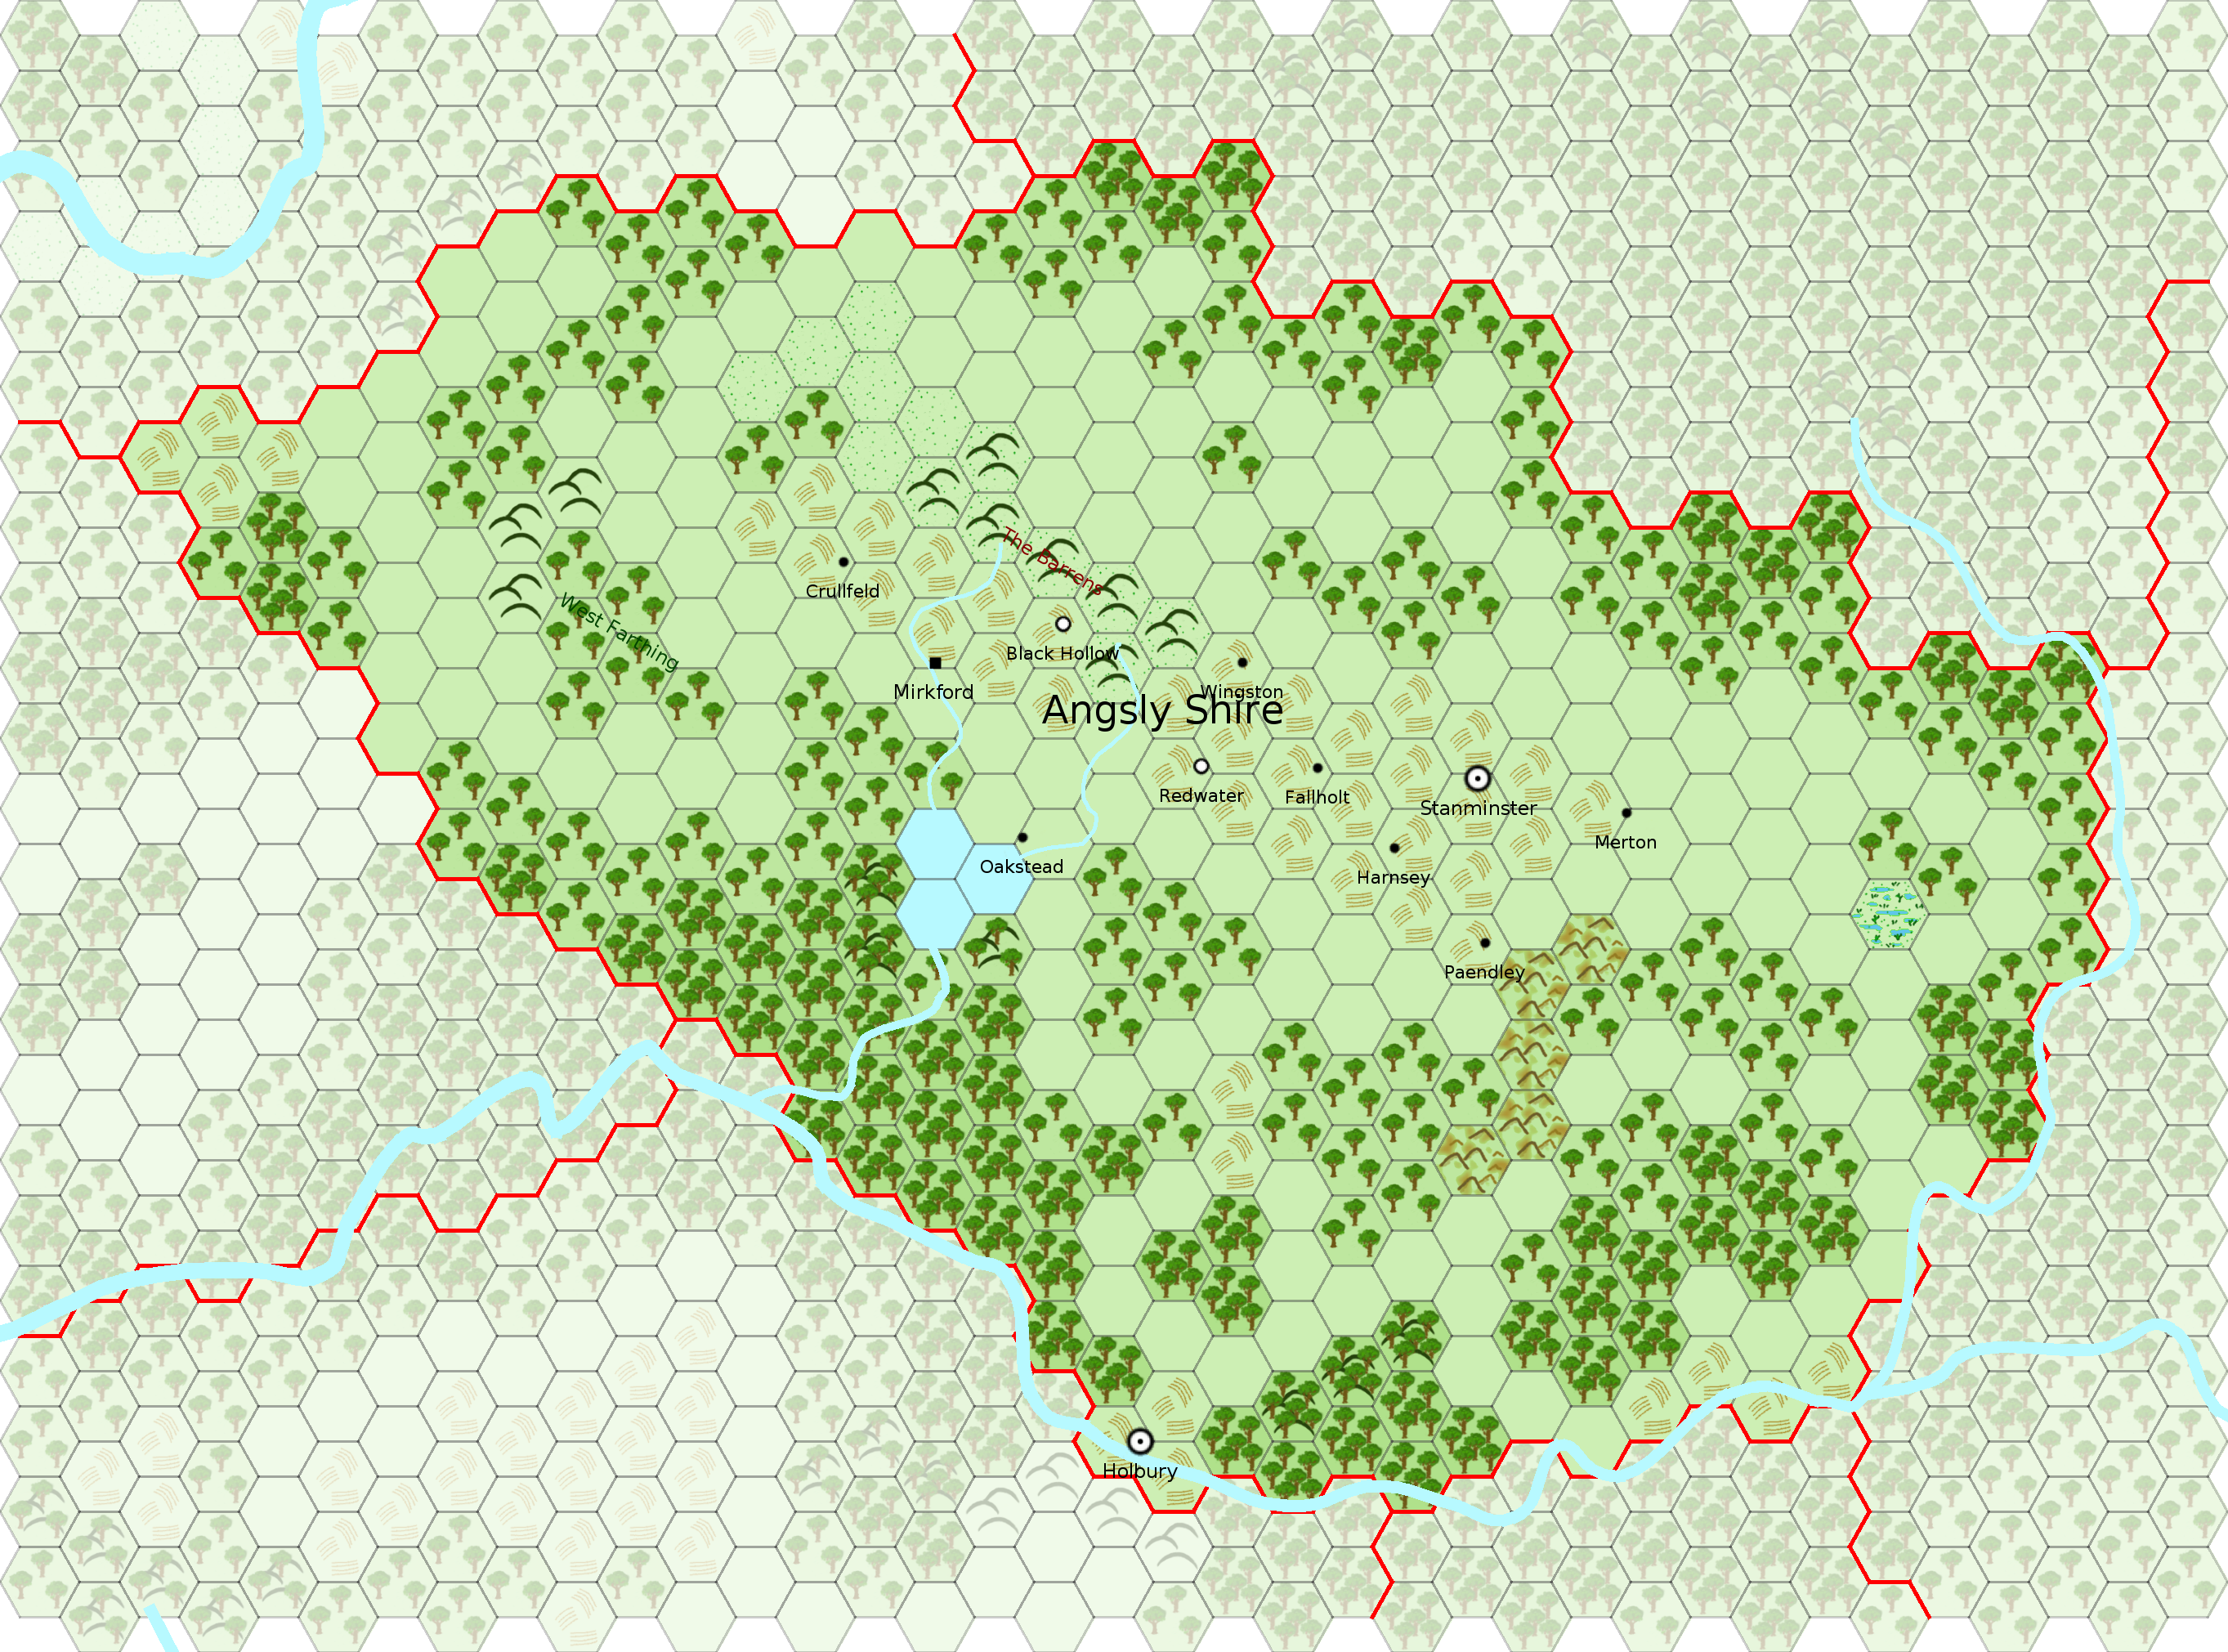 The Barrens
Crullfeld
West Farthing
Black Hollow
Mirkford
Wingston
Angsly Shire
Redwater
Fallholt
Stanminster
Merton
Oakstead
Harnsey
Paendley
Holbury